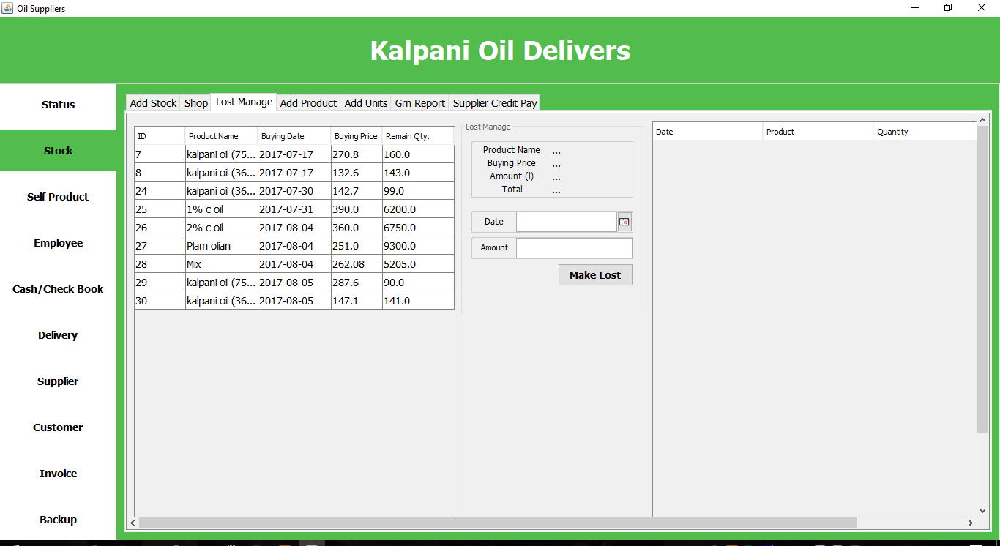 Oil Suppliers
Kalpani Oil Delivers
Status
Stock
Self Product
Employee
Cash/Check Book
Delivery
Supplier
Customer
Invoice
Backup
Add Stock Shop Lost Manage Add Product Add Units Grn Report Supplier Credit Pay
ID Product Name Buying Date Buying Price Remain Qty.
7 kalpani oil (75... 2017-07-17 270.8 160.0
8 kalpani oil (36... 2017-07-17 132.6 143.0
24 kalpani oil (36... 2017-07-30 142.7 99.0
25 1% c oil 2017-07-31 390.0 6200.0
26 2% c oil 2017-08-04 360.0 6750.0
27 Plam olian 2017-08-04 251.0 9300.0
28 Mix 2017-08-04 262.08 5205.0
29 kalpani oil (75... 2017-08-05 287.6 90.0
30 kalpani oil (36... 2017-08-05 147.1 141.0
Lost Manage
Product Name ...
Buying Price ...
Amount (l) ...
Total ...
Date
Amount
Make Lost
Date Product Quantity